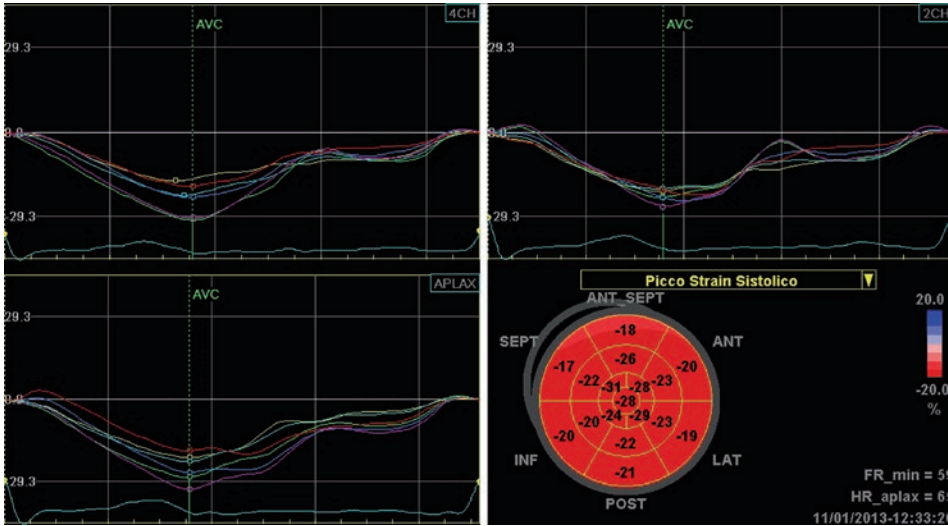 4CH
AVC
29.3
0.0
-29.3
2CH
AVC
29.3
0.0
-29.3
APLAX
AVC
29.3
0.0
-29.3
Picco Strain Sistolico
ANT_SEPT
SEPT
ANT
-18
-17
-26
-20
-22
-31
-28
-23
-28
-20
-24
-29
-23
-20
-22
-19
-21
INF
LAT
POST
20.0
-20.0
%
FR_min = 59
HR_aplax = 65
11/01/2013-12:33:28